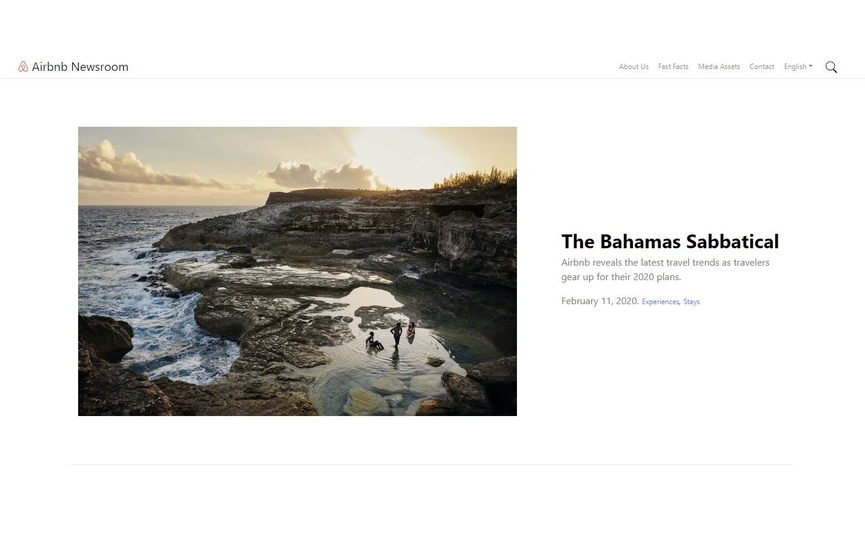 Airbnb Newsroom
About Us Fast Facts Media Assets Contact English
The Bahamas Sabbatical
Airbnb reveals the latest travel trends as travelers
gear up for their 2020 plans.
February 11, 2020. Experiences, Stays